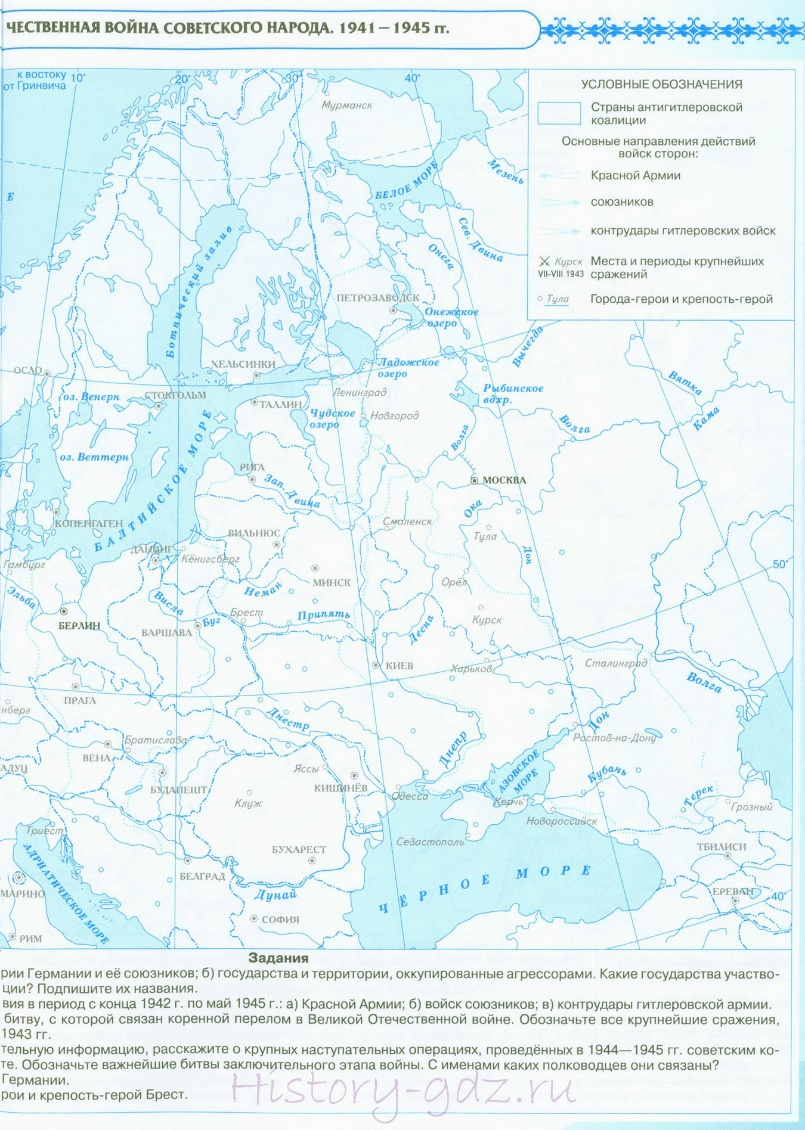 ЧЕСТВЕННАЯ ВОЙНА СОВЕТСКОГО НАРОДА. 1941—1945 гг.
к востоку
от Гринвича
10°
20°
30°
40°
УСЛОВНЫЕ ОБОЗНАЧЕНИЯ
Страны антигитлеровской
коалиции
Основные направления действий
войск сторон:
Красной Армии
союзников
контрудары гитлеровских войск
Курск
VII-VIII 1943
Места и периоды крупнейших
сражений
Тула
Города-герои и крепость-герой
Мурманск
БЕЛОЕ МОРЕ
Мезень
Е
Сев. Двина
Онега
Ботнический залив
ПЕТРОЗАВОДСК
Онежское
озеро
Вычегда
ОСЛО
ХЕЛЬСИНКИ
Ладожское
озеро
Вятка
Кама
оз. Венерн
СТОКГОЛЬМ
ТАЛЛИН
Ленинград
Рыбинское
вдхр.
Чудское
озеро
Новгород
Волга
Волга
оз. Веттерн
БАЛТИЙСКОЕ МОРЕ
РИГА
Зап. Двина
МОСКВА
КОПЕНГАГЕН
Смоленск
Ока
Тула
ДАНЦИГ
Кёнигсберг
ВИЛЬНЮС
Дон
Гамбург
50°
Эльба
Неман
МИНСК
Орёл
БЕРЛИН
Висла
Буг
Брест
Припять
Десна
Курск
ВАРШАВА
КИЕВ
Харьков
Сталинград
Волга
ПРАГА
нберг
Днестр
Днепр
Дон
Ростов-на-Дону
Братислава
ВЕНА
АДУЦ
Яссы
АЗОВСКОЕ
МОРЕ
Кубань
БУДАПЕШТ
КИШИНЁВ
Одесса
Керчь
Терек
Грозный
Клуж
Новороссийск
Триест
Севастополь
БУХАРЕСТ
ТБИЛИСИ
АДРИАТИЧЕСКОЕ МОРЕ
БЕЛГРАД
Дунай
ЧЕРНОЕ МОРЕ
МАРИНО
ЕРЕВАН
40°
СОФИЯ
РИМ
Задания
рии Германии и её союзников; б) государства и территории, оккупированные агрессорами. Какие государства участво-
ции? Подпишите их названия.
вия в период с конца 1942 г. по май 1945 г.: а) Красной Армии; б) войск союзников; в) контрудары гитлеровской армии.
битву, с которой связан коренной перелом в Великой Отечественной войне. Обозначьте все крупнейшие сражения,
1943 гг.
тельную информацию, расскажите о крупных наступательных операциях, проведённых в 1944—1945 гг. советским ко-
те. Обозначьте важнейшие битвы заключительного этапа войны. С именами каких полководцев они связаны?
Германии.
рои и крепость-герой Брест.
History-gdz.ru